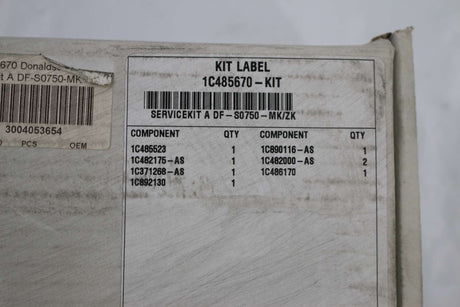 5670 Donaldso
it A DF-S0750-MK
3004053654
PCS OEM
KIT LABEL
1C485670-KIT
SERVICEKIT A DF-S0750-MK/ZK
COMPONENT QTY COMPONENT QTY
1C485523 1 1C890116-AS 1
1C482175-AS 1 1C482000-AS 2
1C371268-AS 1 1C486170 1
1C892130 1